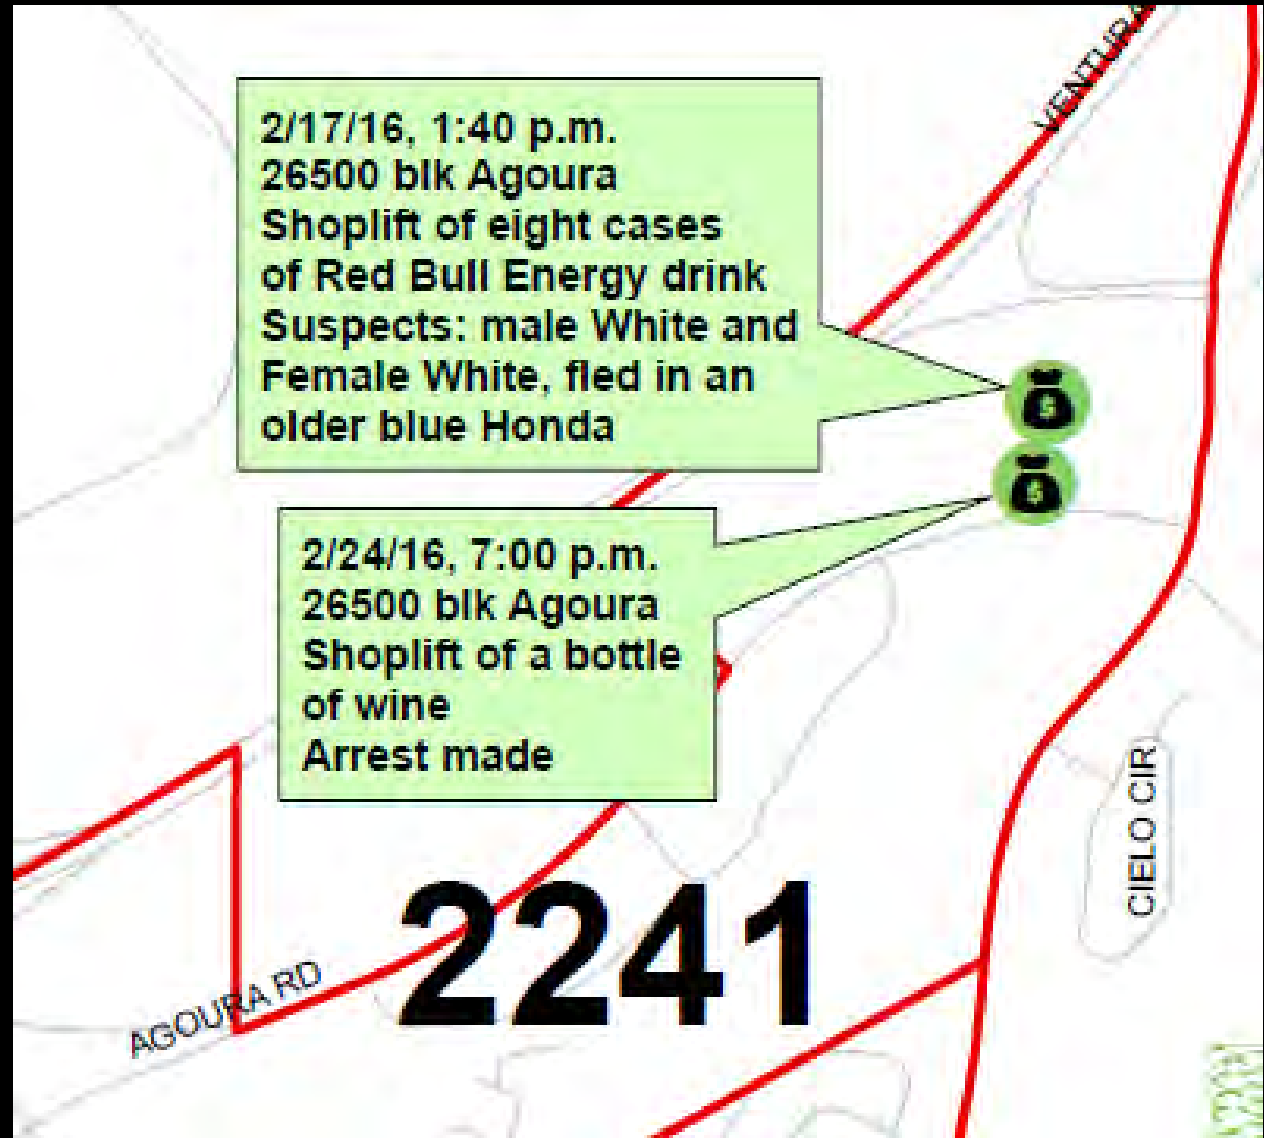 VENTURA
2/17/16, 1:40 p.m.
26500 blk Agoura
Shoplift of eight cases
of Red Bull Energy drink
Suspects: male White and
Female White, fled in an
older blue Honda
$
$
2/24/16, 7:00 p.m.
26500 blk Agoura
Shoplift of a bottle
of wine
Arrest made
CIELO CIR
2241
AGOURA RD